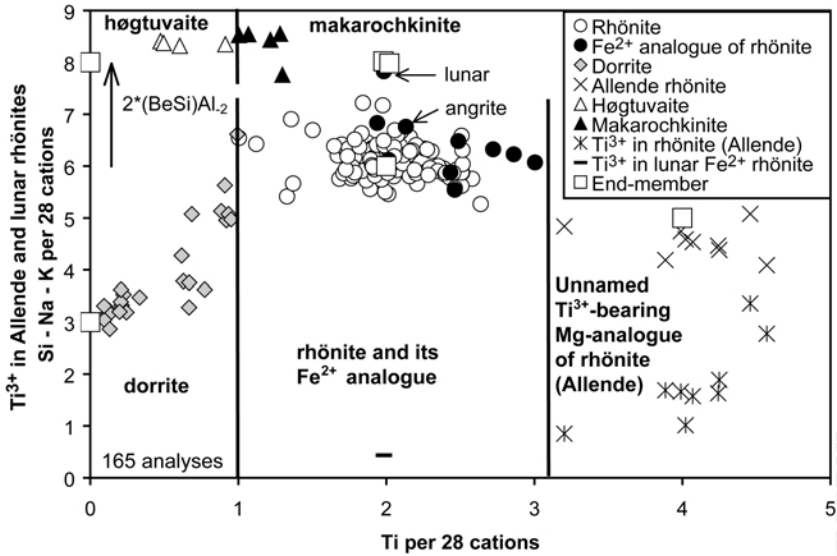 Ti³⁺ in Allende and lunar rhönites
Si - Na - K per 28 cations
9
8
7
6
5
4
3
2
1
0
høgtuvaite
makarochkinite
2*(BeSi)Al₋₂
lunar
angrite
Rhönite
Fe²⁺ analogue of rhönite
Dorrite
Allende rhönite
Høgtuvaite
Makarochkinite
Ti³⁺ in rhönite (Allende)
Ti³⁺ in lunar Fe²⁺ rhönite
End-member
Unnamed
Ti³⁺-bearing
Mg-analogue
of rhönite
(Allende)
rhönite and its
Fe²⁺ analogue
dorrite
165 analyses
0
1
2
3
4
5
Ti per 28 cations